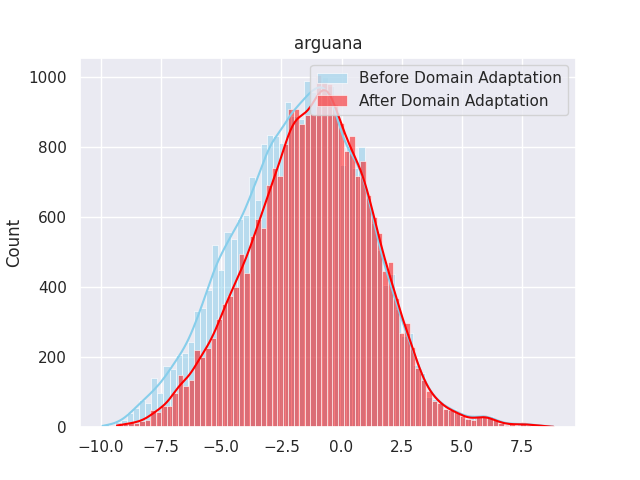 arguana
Before Domain Adaptation
After Domain Adaptation
1000
800
600
400
200
0
Count
−10.0 −7.5 −5.0 −2.5 0.0 2.5 5.0 7.5